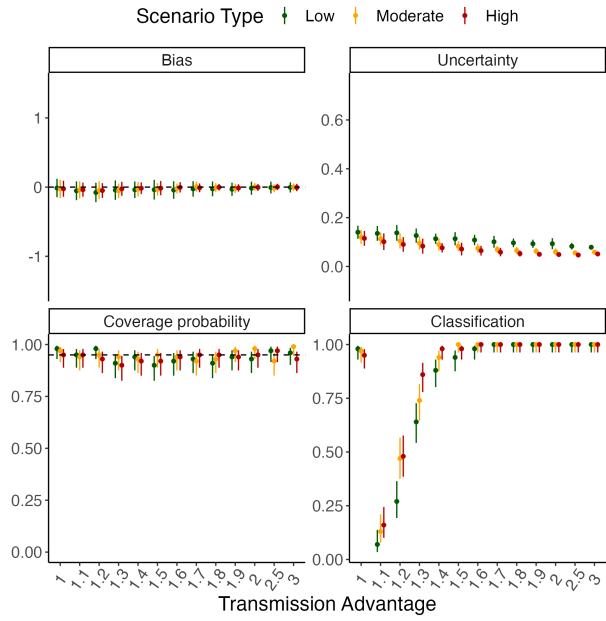 Scenario Type Low Moderate High
Bias Uncertainty
1
0
-1
0.6
0.4
0.2
0.0
Coverage probability Classification
1.00
0.75
0.50
0.25
0.00
1.00
0.75
0.50
0.25
0.00
1 1.1 1.2 1.3 1.4 1.5 1.6 1.7 1.8 1.9 2 2.5 3
1 1.1 1.2 1.3 1.4 1.5 1.6 1.7 1.8 1.9 2 2.5 3
Transmission Advantage